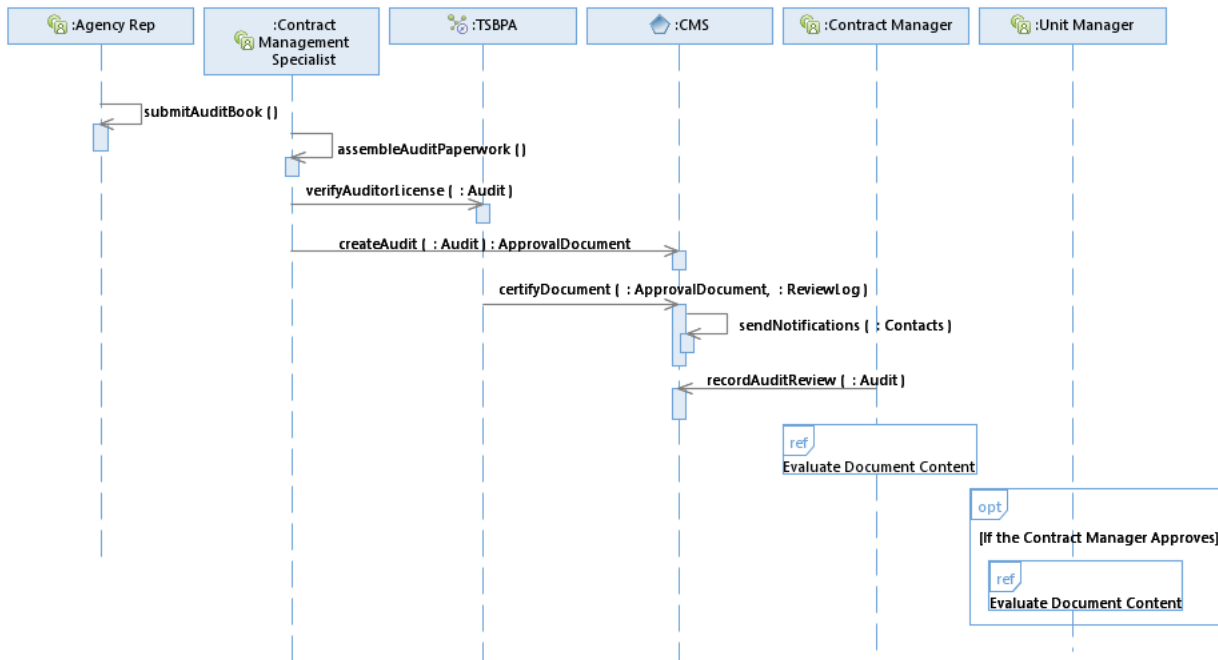 :Agency Rep
:Contract
Management
Specialist
:TSBPA
:CMS
:Contract Manager
:Unit Manager
submitAuditBook ( )
assembleAuditPaperwork ( )
verifyAuditorLicense ( : Audit )
createAudit ( : Audit ) : ApprovalDocument
certifyDocument ( : ApprovalDocument, : ReviewLog )
sendNotifications ( : Contacts )
recordAuditReview ( : Audit )
ref
Evaluate Document Content
opt
[If the Contract Manager Approves]
ref
Evaluate Document Content